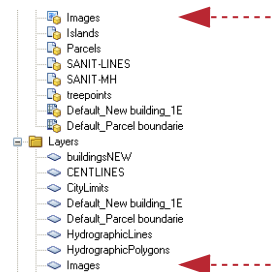 Images
Islands
Parcels
SANIT-LINES
SANIT-MH
treepoints
Default_New building_1E
Default_Parcel boundarie
Layers
buildingsNEW
CENTLINES
CityLimits
Default_New building_1E
Default_Parcel boundarie
HydrographicLines
HydrographicPolygons
Images